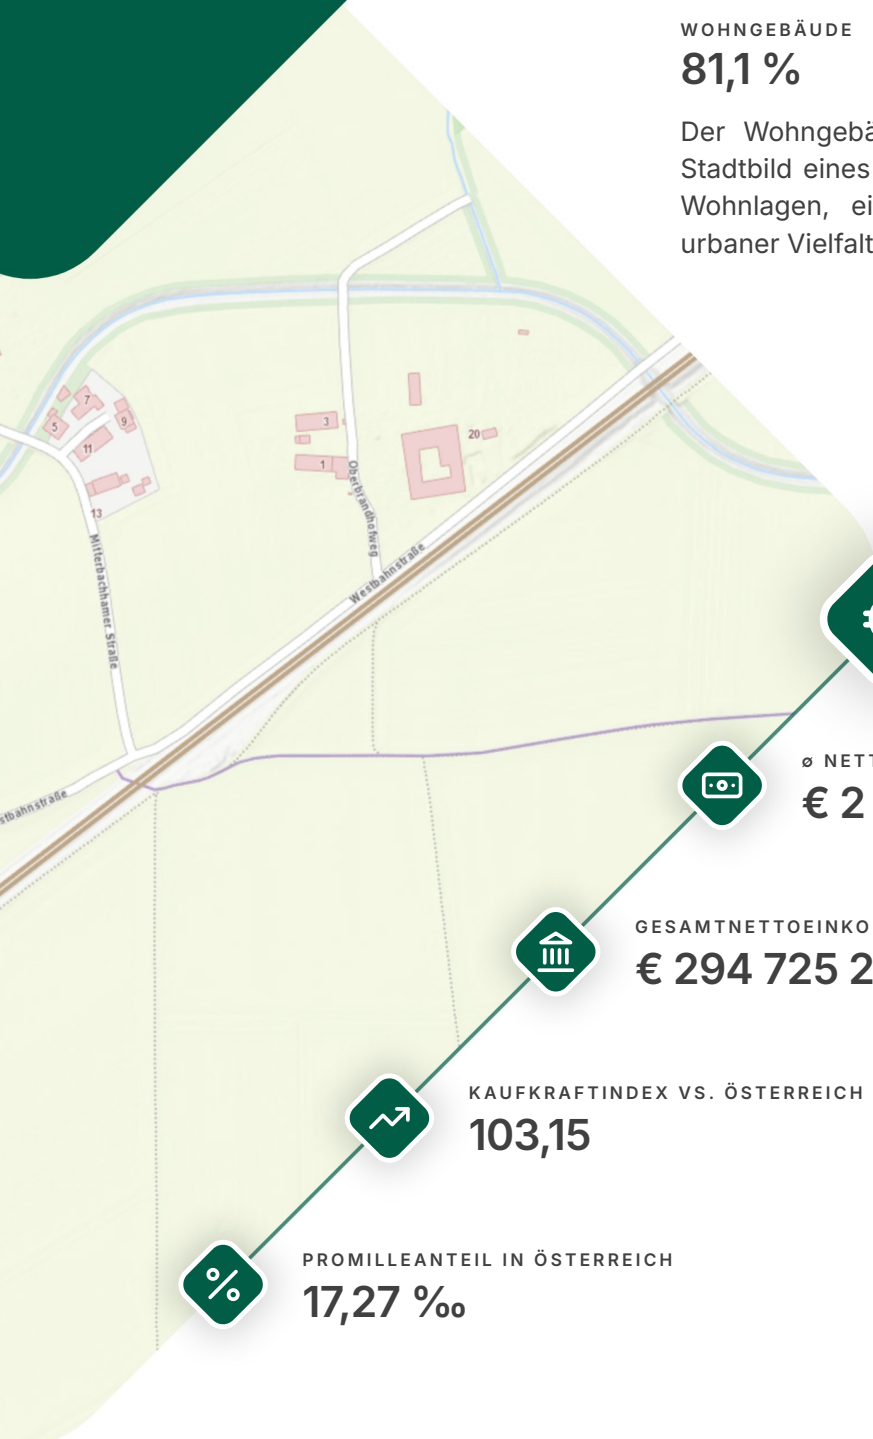 WOHNGEBÄUDE
81,1 %
Der Wohngebä
Stadtbild eines
Wohnlagen, ei
urbaner Vielfalt
7
5
9
11
13
3
1
20
Oberbrandhofweg
Westbahnstraße
Mitterbachhamer Straße
stbahnstraße
ø NETT
€ 2
GESAMTNETTOEINKO
€ 294 725 2
KAUFKRAFTINDEX VS. ÖSTERREICH
103,15
PROMILLEANTEIL IN ÖSTERREICH
17,27 ‰